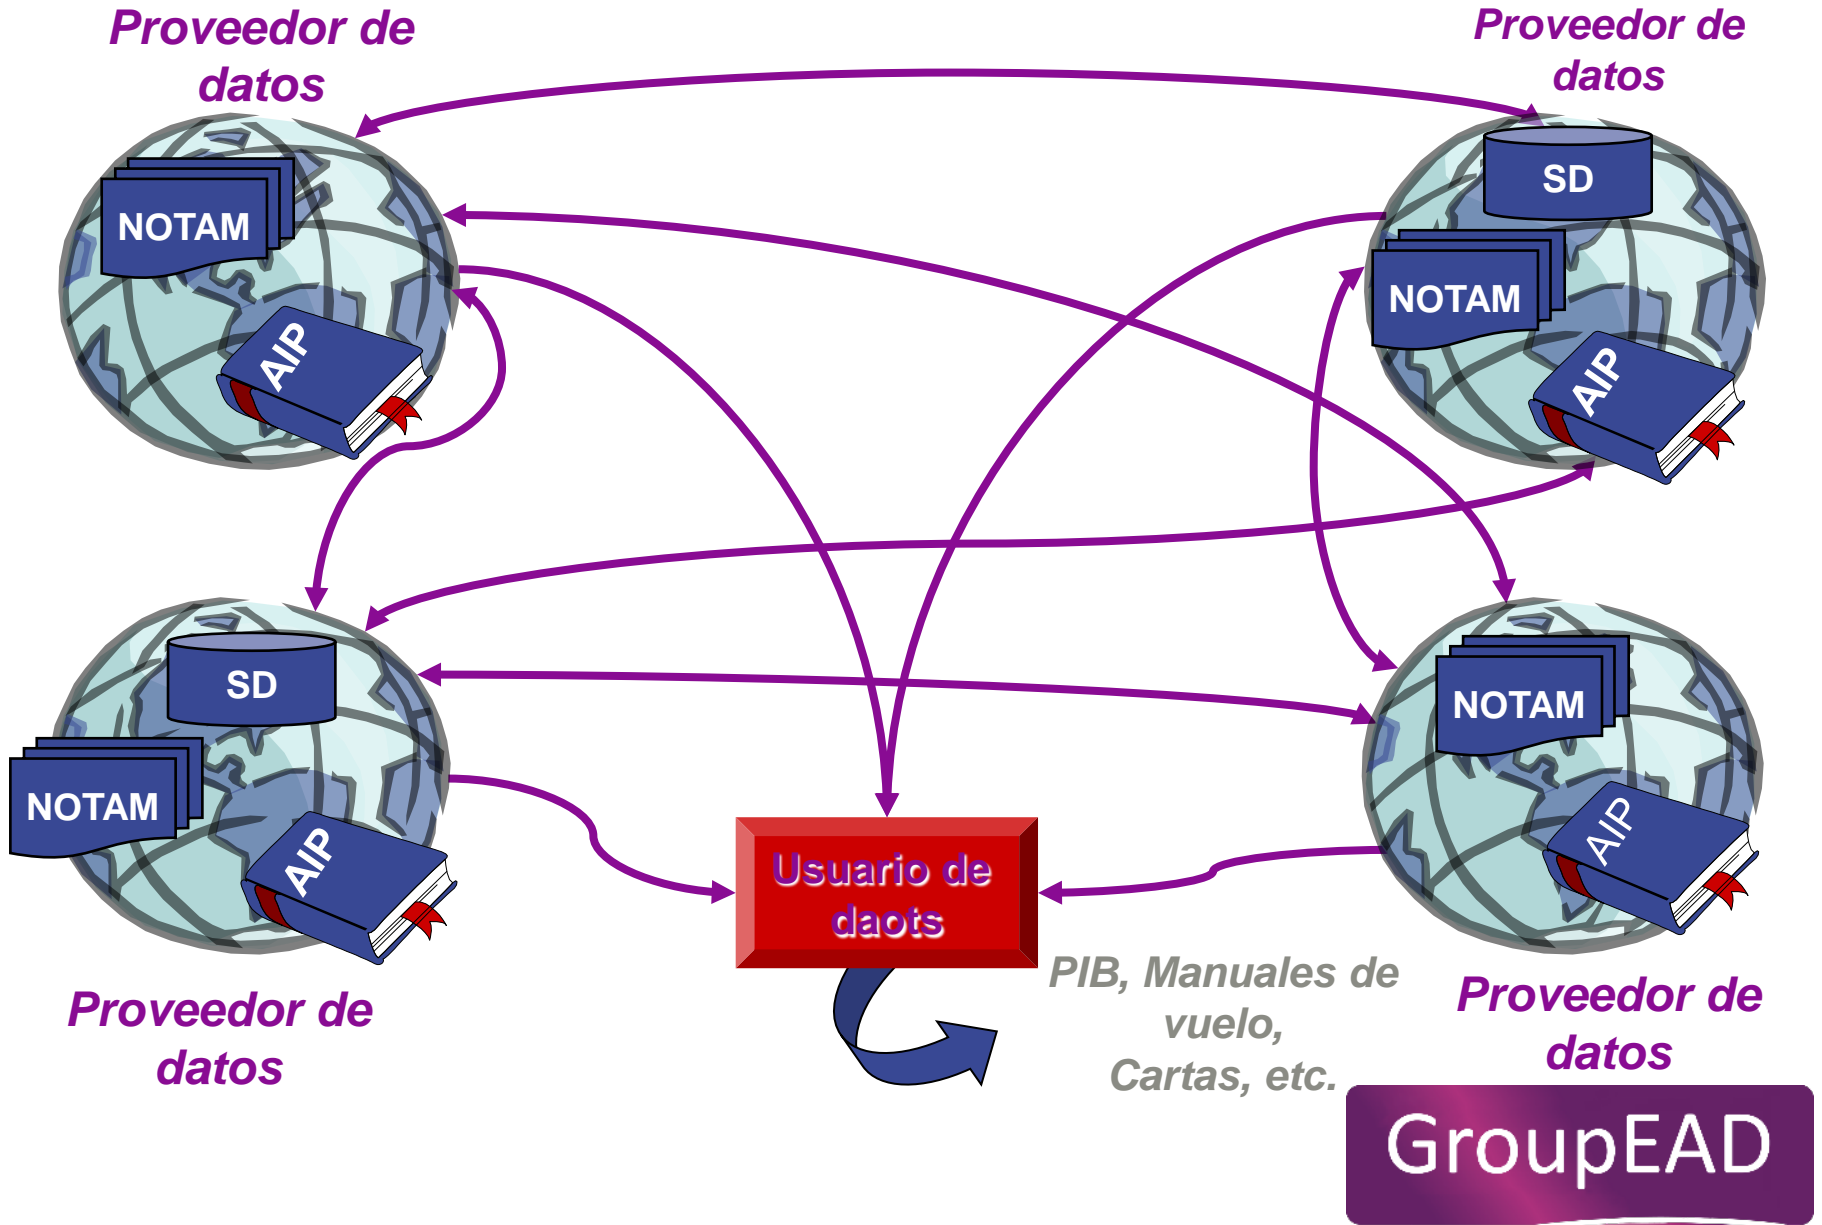 Proveedor de
datos
NOTAM
AIP
Proveedor de
datos
SD
NOTAM
AIP
SD
NOTAM
AIP
Proveedor de
datos
Usuario de
daots
PIB, Manuales de
vuelo,
Cartas, etc.
NOTAM
AIP
Proveedor de
datos
GroupEAD